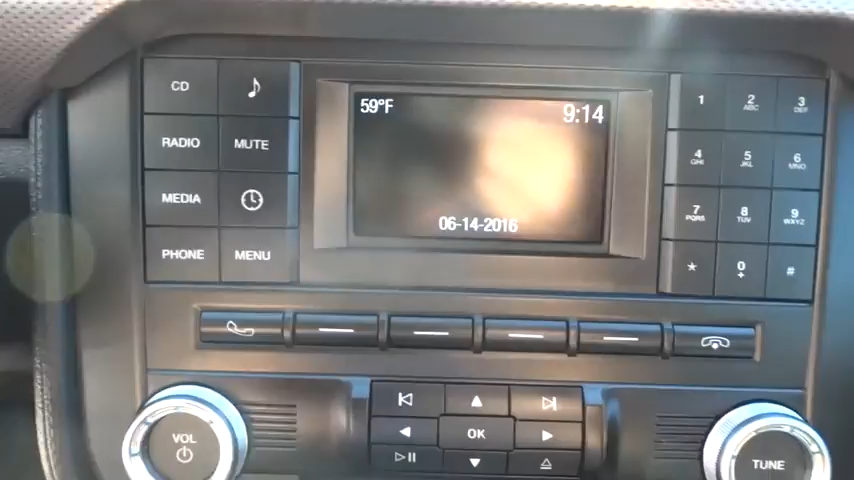 CD
RADIO MUTE
MEDIA
PHONE MENU
59°F 9:14
06-14-2016
1 2 ABC 3 DEF
4 GHI 5 JKL 6 MNO
7 PQRS 8 TUV 9 WXYZ
* 0 + #
VOL
OK
TUNE